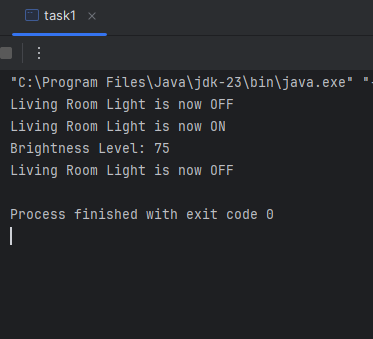 task1
"C:\Program Files\Java\jdk-23\bin\java.exe" "-
Living Room Light is now OFF
Living Room Light is now ON
Brightness Level: 75
Living Room Light is now OFF
Process finished with exit code 0